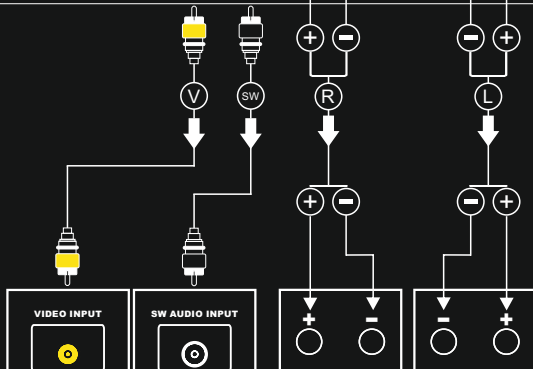 + − − +
V SW R L
+ − − +
VIDEO INPUT SW AUDIO INPUT
+ − − +